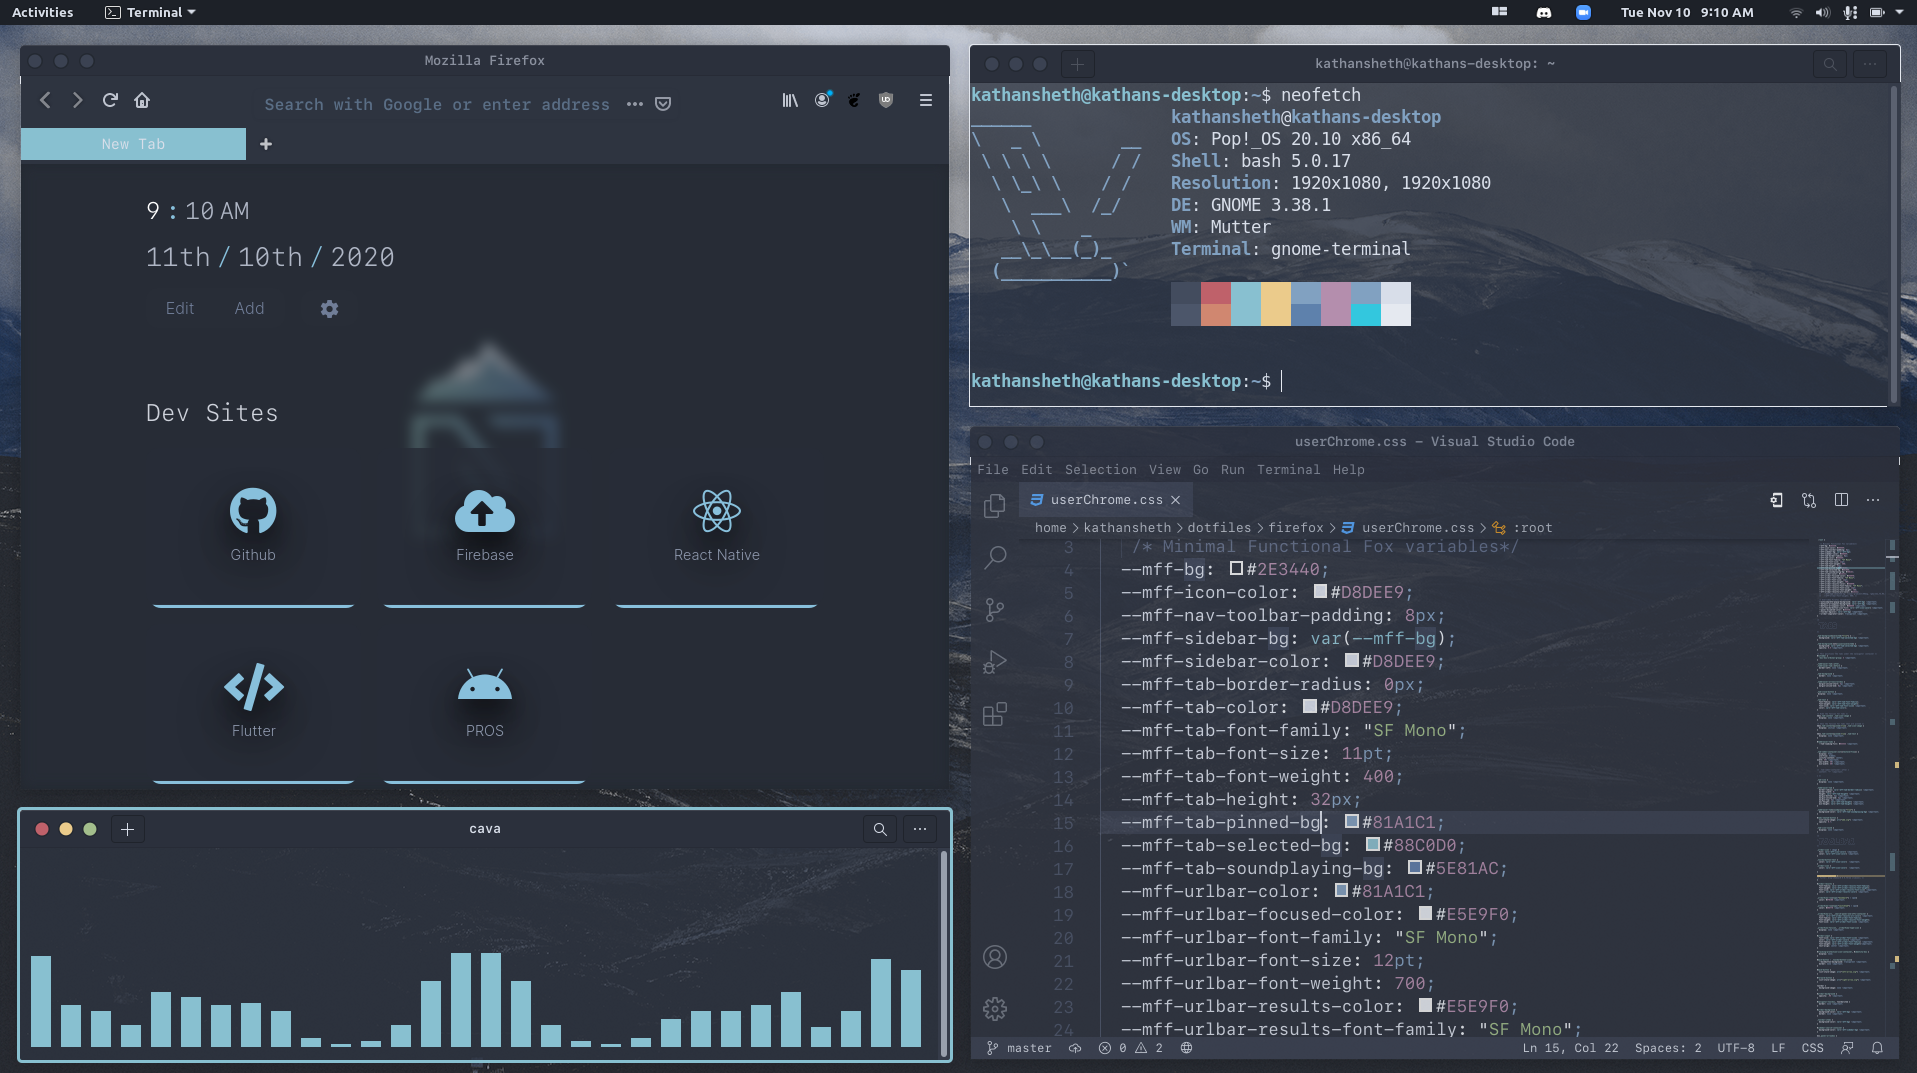 Activities Terminal Tue Nov 10 9:10 AM
Mozilla Firefox
Search with Google or enter address
New Tab
9 : 10 AM
11th / 10th / 2020
Edit Add
Dev Sites
Github Firebase React Native
Flutter PROS
cava
kathansheth@kathans-desktop: ~
kathansheth@kathans-desktop:~$ neofetch
kathansheth@kathans-desktop
OS: Pop!_OS 20.10 x86_64
Shell: bash 5.0.17
Resolution: 1920x1080, 1920x1080
DE: GNOME 3.38.1
WM: Mutter
Terminal: gnome-terminal
kathansheth@kathans-desktop:~$
userChrome.css - Visual Studio Code
File Edit Selection View Go Run Terminal Help
userChrome.css
home > kathansheth > dotfiles > firefox > userChrome.css > :root
3 /* Minimal Functional Fox variables*/
4 --mff-bg: #2E3440;
5 --mff-icon-color: #D8DEE9;
6 --mff-nav-toolbar-padding: 8px;
7 --mff-sidebar-bg: var(--mff-bg);
8 --mff-sidebar-color: #D8DEE9;
9 --mff-tab-border-radius: 0px;
10 --mff-tab-color: #D8DEE9;
11 --mff-tab-font-family: "SF Mono";
12 --mff-tab-font-size: 11pt;
13 --mff-tab-font-weight: 400;
14 --mff-tab-height: 32px;
15 --mff-tab-pinned-bg: #81A1C1;
16 --mff-tab-selected-bg: #88C0D0;
17 --mff-tab-soundplaying-bg: #5E81AC;
18 --mff-urlbar-color: #81A1C1;
19 --mff-urlbar-focused-color: #E5E9F0;
20 --mff-urlbar-font-family: "SF Mono";
21 --mff-urlbar-font-size: 12pt;
22 --mff-urlbar-font-weight: 700;
23 --mff-urlbar-results-color: #E5E9F0;
24 --mff-urlbar-results-font-family: "SF Mono";
master 0 2 Ln 15, Col 22 Spaces: 2 UTF-8 LF CSS